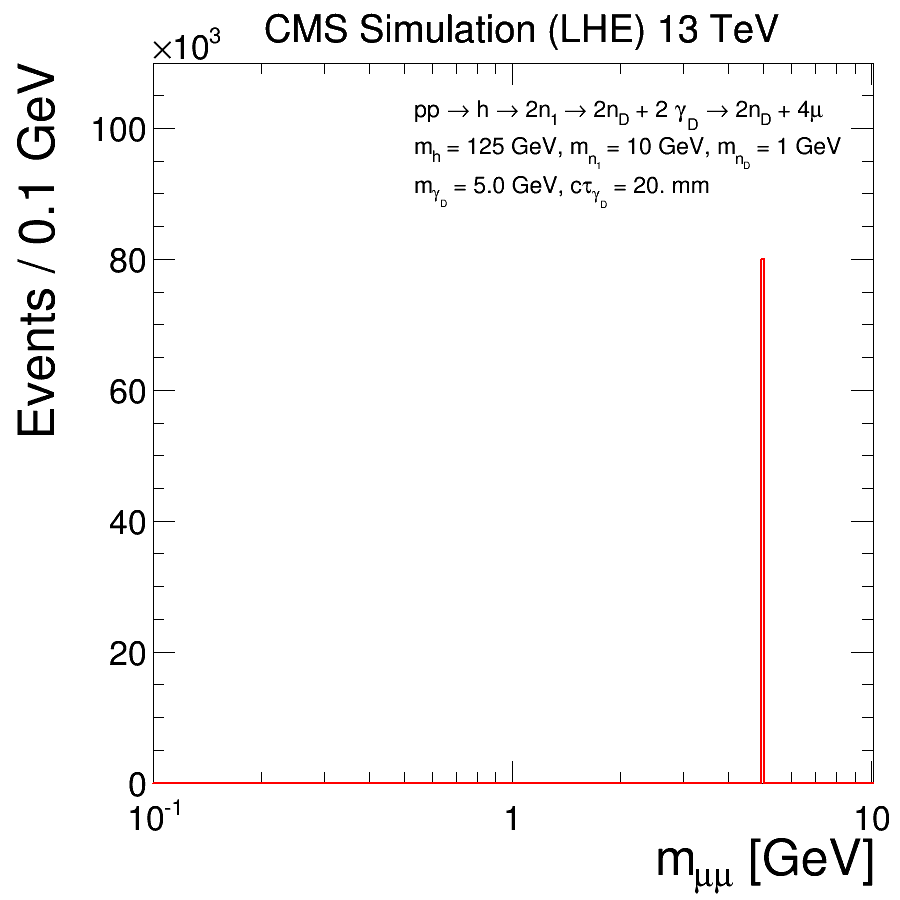 CMS Simulation (LHE) 13 TeV
×10³
Events / 0.1 GeV
pp → h → 2n₁ → 2n_D + 2 γ_D → 2n_D + 4μ
m_h = 125 GeV, m_n₁ = 10 GeV, m_n_D = 1 GeV
m_γ_D = 5.0 GeV, cτ_γ_D = 20. mm
100
80
60
40
20
0
10⁻¹ 1 10
m_μμ [GeV]